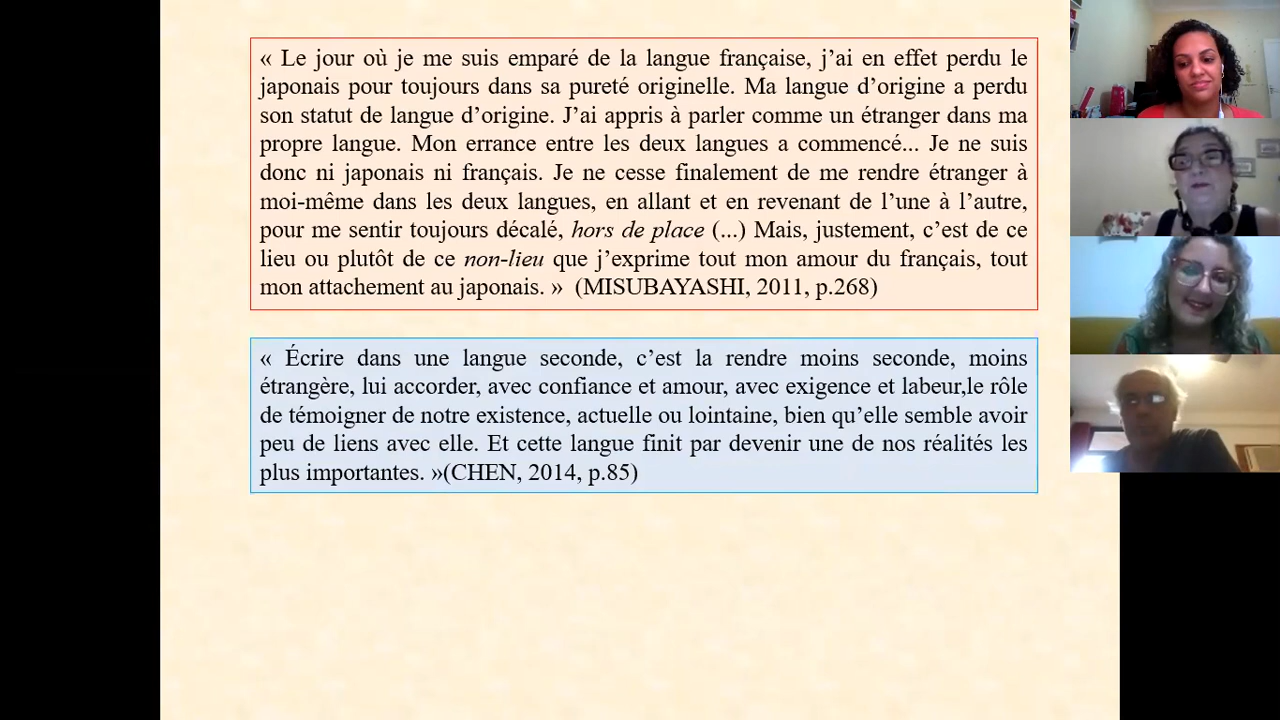 « Le jour où je me suis emparé de la langue française, j’ai en effet perdu le
japonais pour toujours dans sa pureté originelle. Ma langue d’origine a perdu
son statut de langue d’origine. J’ai appris à parler comme un étranger dans ma
propre langue. Mon errance entre les deux langues a commencé... Je ne suis
donc ni japonais ni français. Je ne cesse finalement de me rendre étranger à
moi-même dans les deux langues, en allant et en revenant de l’une à l’autre,
pour me sentir toujours décalé, hors de place (...) Mais, justement, c’est de ce
lieu ou plutôt de ce non-lieu que j’exprime tout mon amour du français, tout
mon attachement au japonais. » (MISUBAYASHI, 2011, p.268)
« Écrire dans une langue seconde, c’est la rendre moins seconde, moins
étrangère, lui accorder, avec confiance et amour, avec exigence et labeur,le rôle
de témoigner de notre existence, actuelle ou lointaine, bien qu’elle semble avoir
peu de liens avec elle. Et cette langue finit par devenir une de nos réalités les
plus importantes. »(CHEN, 2014, p.85)